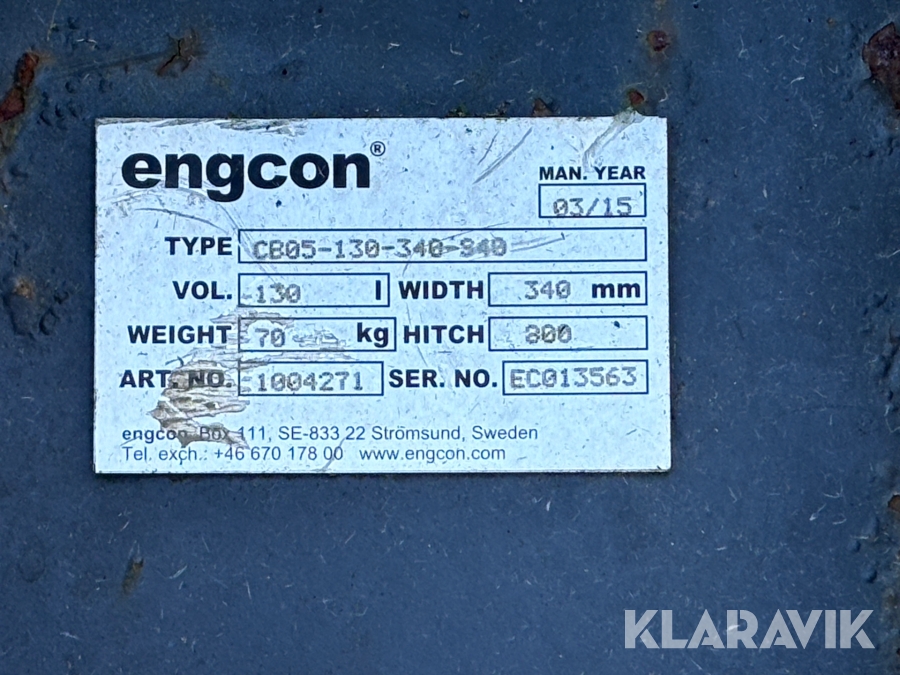 engcon®
MAN. YEAR
03/15
TYPE CB05-130-340-S40
VOL. 130 l WIDTH 340 mm
WEIGHT 70 kg HITCH S00
ART. NO. 1004271 SER. NO. EC013563
engcon, Box 111, SE-833 22 Strömsund, Sweden
Tel. exch.: +46 670 178 00 www.engcon.com
KLARAVIK